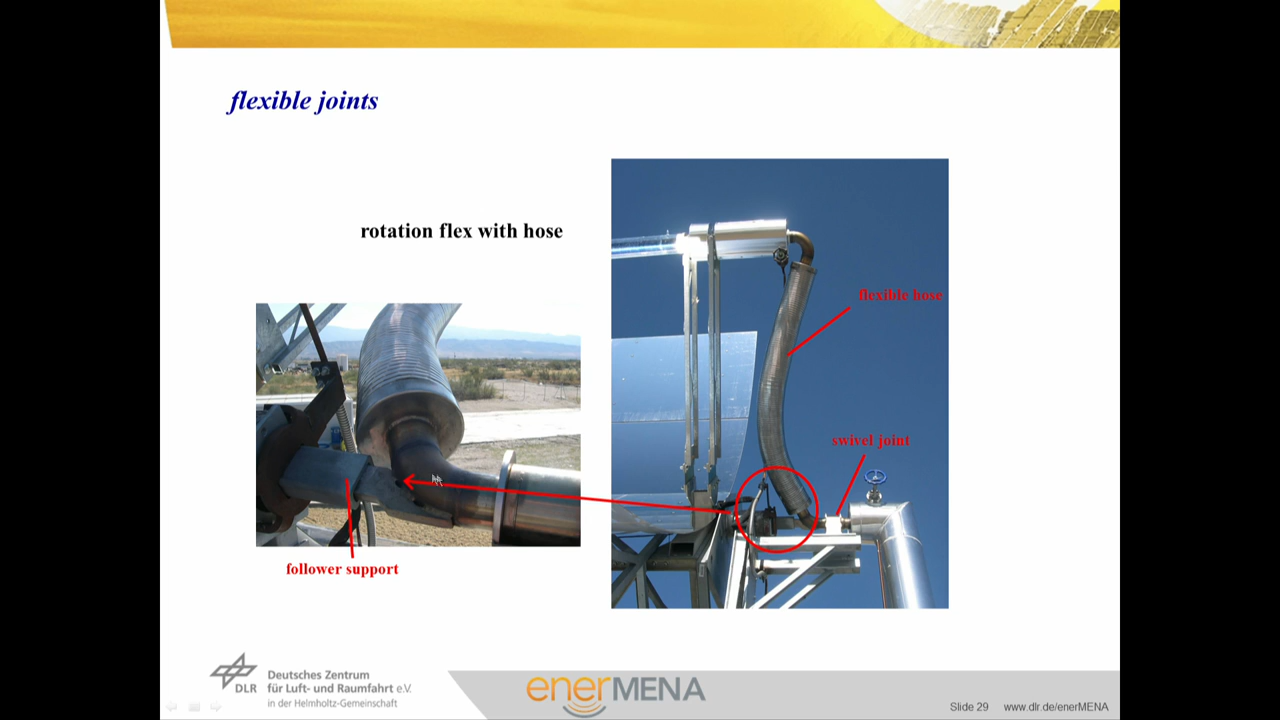 flexible joints
rotation flex with hose
flexible hose
swivel joint
follower support
DLR
Deutsches Zentrum
für Luft- und Raumfahrt e.V.
in der Helmholtz-Gemeinschaft
enerMENA
Slide 29 www.dlr.de/enerMENA